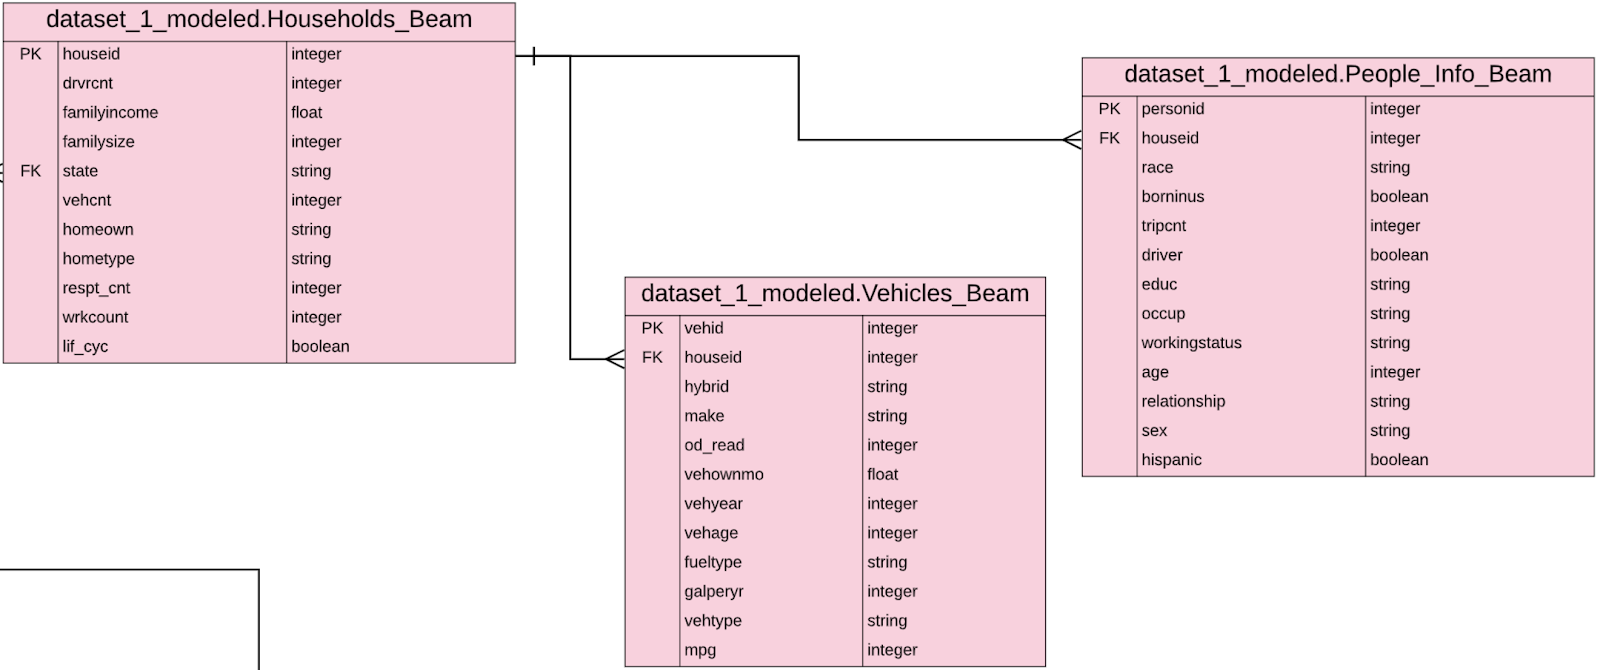 dataset_1_modeled.Households_Beam
PK houseid integer
drvrcnt integer
familyincome float
familysize integer
FK state string
vehcnt integer
homeown string
hometype string
respt_cnt integer
wrkcount integer
lif_cyc boolean
dataset_1_modeled.People_Info_Beam
PK personid integer
FK houseid integer
race string
borninus boolean
tripcnt integer
driver boolean
educ string
occup string
workingstatus string
age integer
relationship string
sex string
hispanic boolean
dataset_1_modeled.Vehicles_Beam
PK vehid integer
FK houseid integer
hybrid string
make string
od_read integer
vehownmo float
vehyear integer
vehage integer
fueltype string
galperyr integer
vehtype string
mpg integer